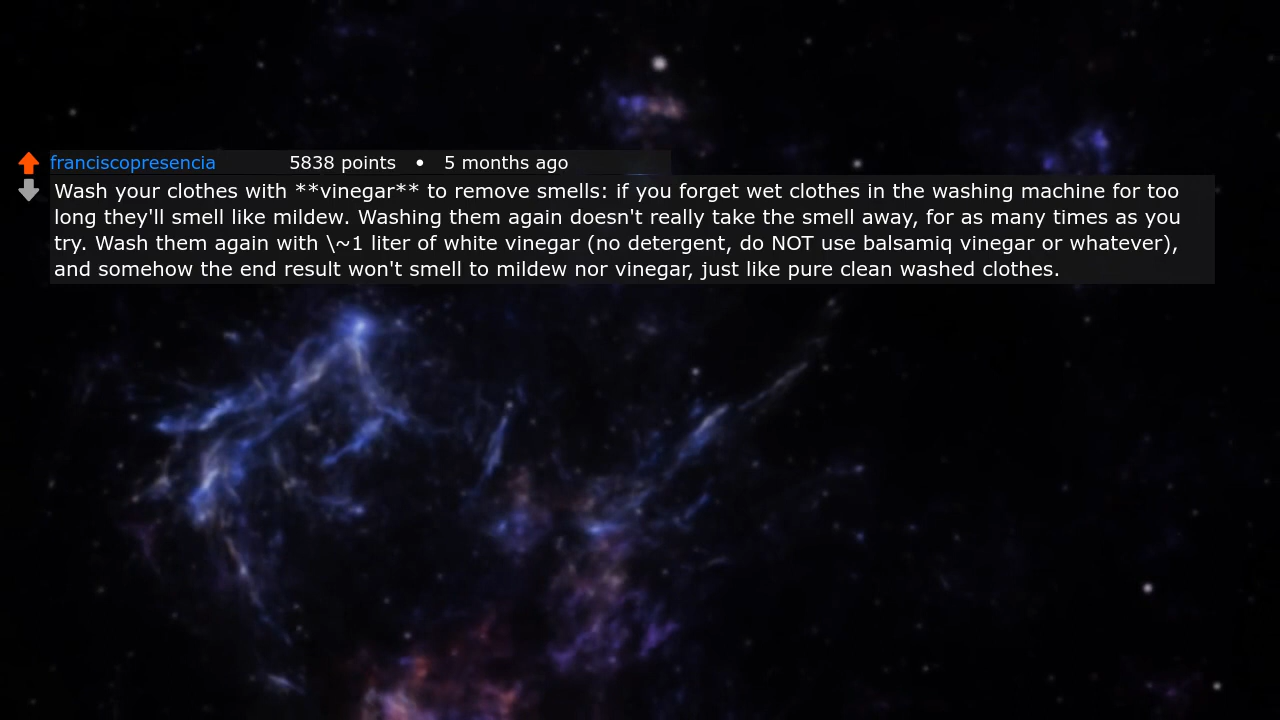 franciscopresencia 5838 points • 5 months ago
Wash your clothes with **vinegar** to remove smells: if you forget wet clothes in the washing machine for too
long they'll smell like mildew. Washing them again doesn't really take the smell away, for as many times as you
try. Wash them again with \~1 liter of white vinegar (no detergent, do NOT use balsamiq vinegar or whatever),
and somehow the end result won't smell to mildew nor vinegar, just like pure clean washed clothes.